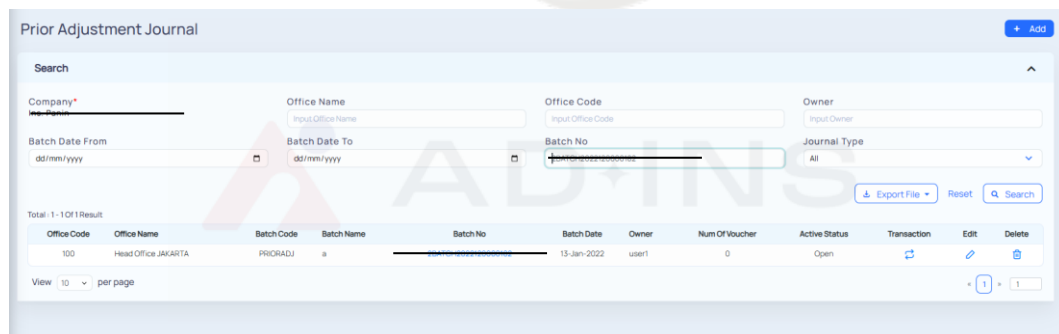 Prior Adjustment Journal
+ Add
Search
Company*
Office Name
Office Code
Owner
Input Office Name
Input Office Code
Input Owner
Batch Date From
Batch Date To
Batch No
Journal Type
dd/mm/yyyy
dd/mm/yyyy
All
AD-INS
Export File
Reset
Search
Total : 1 - 1 Of 1 Result
Office Code Office Name Batch Code Batch Name Batch No Batch Date Owner Num Of Voucher Active Status Transaction Edit Delete
100 Head Office JAKARTA PRIORADJ a 13-Jan-2022 user1 0 Open
View 10 per page
« 1 » 1